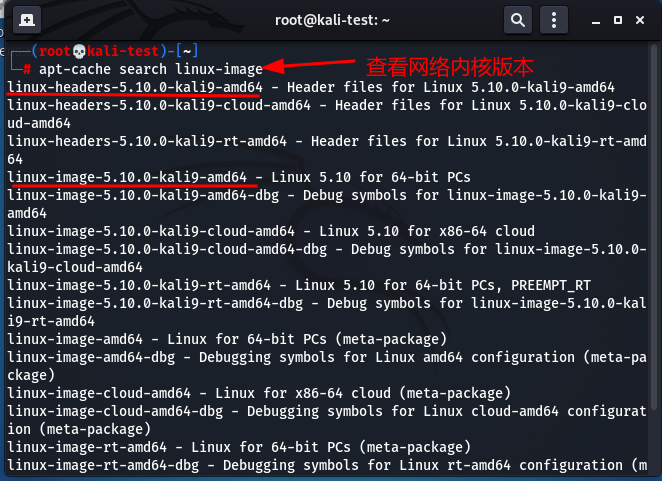 root@kali-test: ~
┌──(root💀kali-test)-[~]
└─# apt-cache search linux-image
查看网络内核版本
linux-headers-5.10.0-kali9-amd64 - Header files for Linux 5.10.0-kali9-amd64
linux-headers-5.10.0-kali9-cloud-amd64 - Header files for Linux 5.10.0-kali9-clo
ud-amd64
linux-headers-5.10.0-kali9-rt-amd64 - Header files for Linux 5.10.0-kali9-rt-amd
64
linux-image-5.10.0-kali9-amd64 - Linux 5.10 for 64-bit PCs
linux-image-5.10.0-kali9-amd64-dbg - Debug symbols for linux-image-5.10.0-kali9-
amd64
linux-image-5.10.0-kali9-cloud-amd64 - Linux 5.10 for x86-64 cloud
linux-image-5.10.0-kali9-cloud-amd64-dbg - Debug symbols for linux-image-5.10.0-
kali9-cloud-amd64
linux-image-5.10.0-kali9-rt-amd64 - Linux 5.10 for 64-bit PCs, PREEMPT_RT
linux-image-5.10.0-kali9-rt-amd64-dbg - Debug symbols for linux-image-5.10.0-kal
i9-rt-amd64
linux-image-amd64 - Linux for 64-bit PCs (meta-package)
linux-image-amd64-dbg - Debugging symbols for Linux amd64 configuration (meta-pa
ckage)
linux-image-cloud-amd64 - Linux for x86-64 cloud (meta-package)
linux-image-cloud-amd64-dbg - Debugging symbols for Linux cloud-amd64 configurat
ion (meta-package)
linux-image-rt-amd64 - Linux for 64-bit PCs (meta-package)
linux-image-rt-amd64-dbg - Debugging symbols for Linux rt-amd64 configuration (m